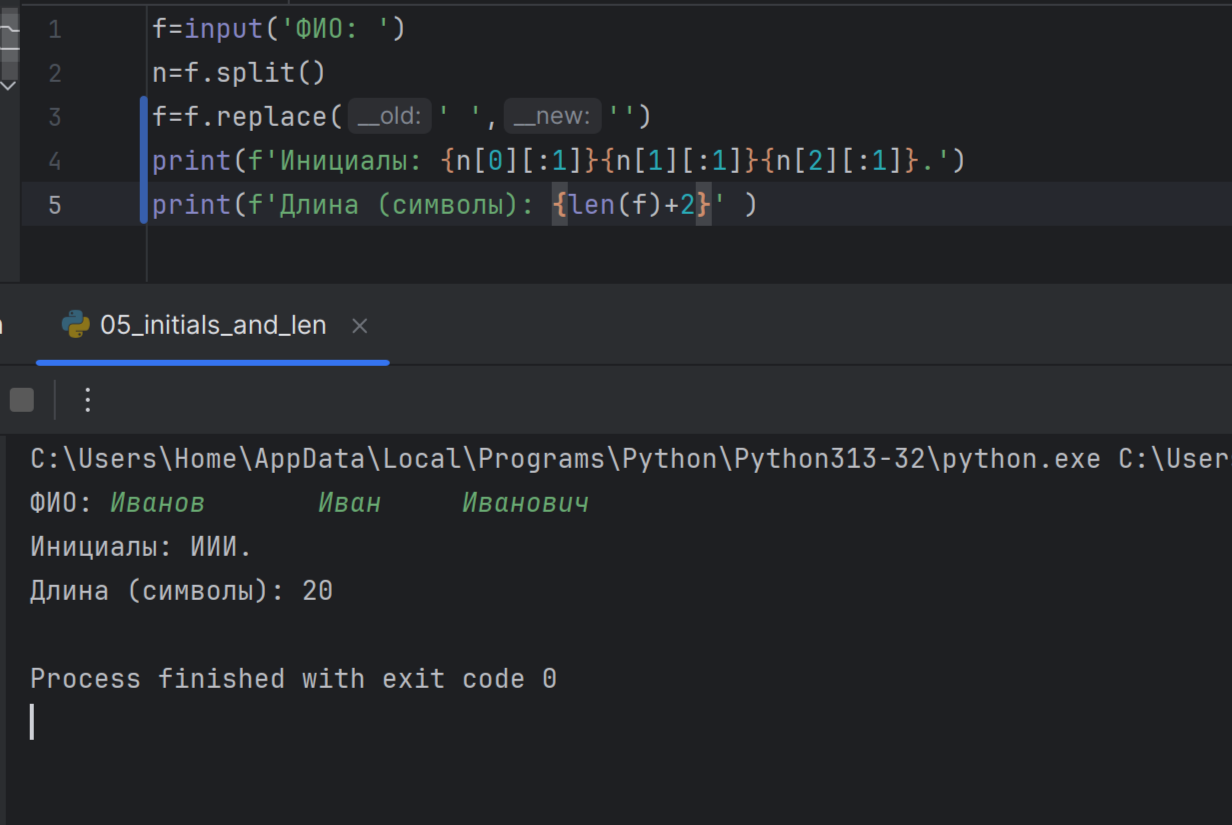 1 f=input('ФИО: ')
2 n=f.split()
3 f=f.replace( __old: ' ', __new: '')
4 print(f'Инициалы: {n[0][:1]}{n[1][:1]}{n[2][:1]}.')
5 print(f'Длина (символы): {len(f)+2}' )
05_initials_and_len
C:\Users\Home\AppData\Local\Programs\Python\Python313-32\python.exe C:\User
ФИО: Иванов Иван Иванович
Инициалы: ИИИ.
Длина (символы): 20
Process finished with exit code 0